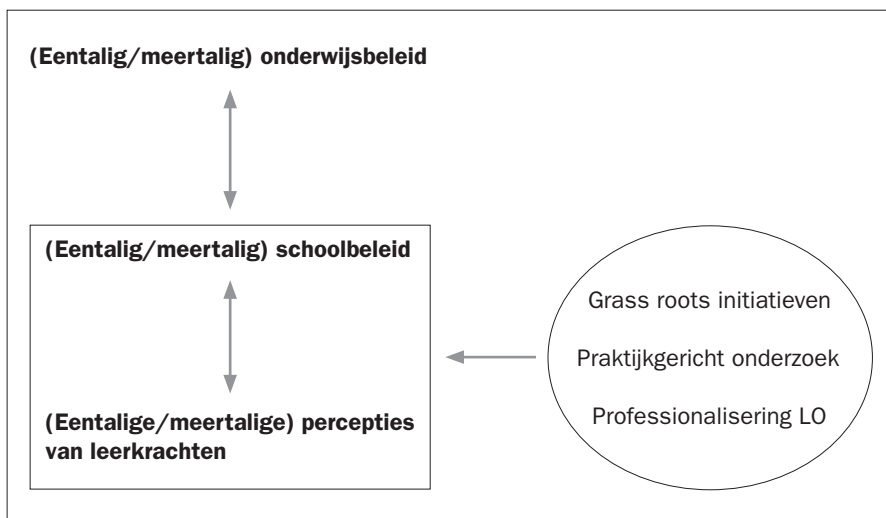 (Eentalig/meertalig) onderwijsbeleid
(Eentalig/meertalig) schoolbeleid
(Eentalige/meertalige) percepties
van leerkrachten
Grass roots initiatieven
Praktijkgericht onderzoek
Professionalisering LO